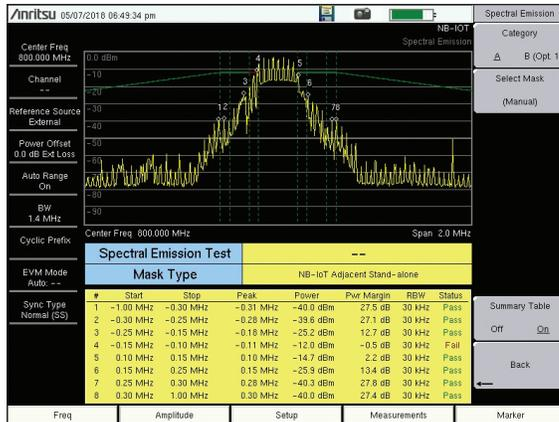 Anritsu 05/07/2018 06:49:34 pm
Spectral Emission
NB-IOT
Spectral Emission
Category
A B (Opt. 1
Select Mask
(Manual)
Center Freq
800.000 MHz
Channel
--
Reference Source
External
Power Offset
0.0 dB Ext Loss
Auto Range
On
BW
1.4 MHz
Cyclic Prefix
EVM Mode
Auto: --
Sync Type
Normal (SS)
0.0 dBm
-10
-20
-30
-40
-50
-60
-80
-90
1 2 3 4 5 6 7 8
Center Freq 800.000 MHz Span 2.0 MHz
Spectral Emission Test --
Mask Type NB-IoT Adjacent Stand-alone
# Start Stop Peak Power Pwr Margin RBW Status
1 -1.00 MHz -0.30 MHz -0.31 MHz -40.0 dBm 27.5 dB 30 kHz Pass
2 -0.30 MHz -0.25 MHz -0.28 MHz -39.6 dBm 27.1 dB 30 kHz Pass
3 -0.25 MHz -0.15 MHz -0.18 MHz -25.2 dBm 12.7 dB 30 kHz Pass
4 -0.15 MHz -0.10 MHz -0.11 MHz -12.0 dBm -0.5 dB 30 kHz Fail
5 0.10 MHz 0.15 MHz 0.10 MHz -14.7 dBm 2.2 dB 30 kHz Pass
6 0.15 MHz 0.25 MHz 0.15 MHz -25.9 dBm 13.4 dB 30 kHz Pass
7 0.25 MHz 0.30 MHz 0.28 MHz -40.3 dBm 27.8 dB 30 kHz Pass
8 0.30 MHz 1.00 MHz 0.30 MHz -40.0 dBm 27.4 dB 30 kHz Pass
Summary Table
Off On
Back
Freq Amplitude Setup Measurements Marker